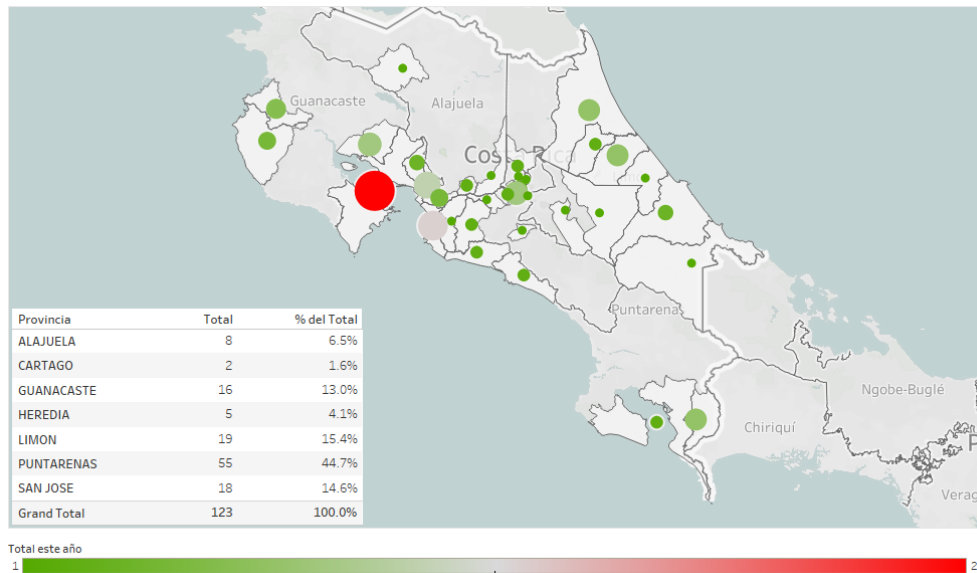 Guanacaste
Alajuela
Costa Rica
Puntarena
Ngobe-Buglé
Chiriquí
Verag
Provincia Total % del Total
ALAJUELA 8 6.5%
CARTAGO 2 1.6%
GUANACASTE 16 13.0%
HEREDIA 5 4.1%
LIMON 19 15.4%
PUNTARENAS 55 44.7%
SAN JOSE 18 14.6%
Grand Total 123 100.0%
Total este año
1 2